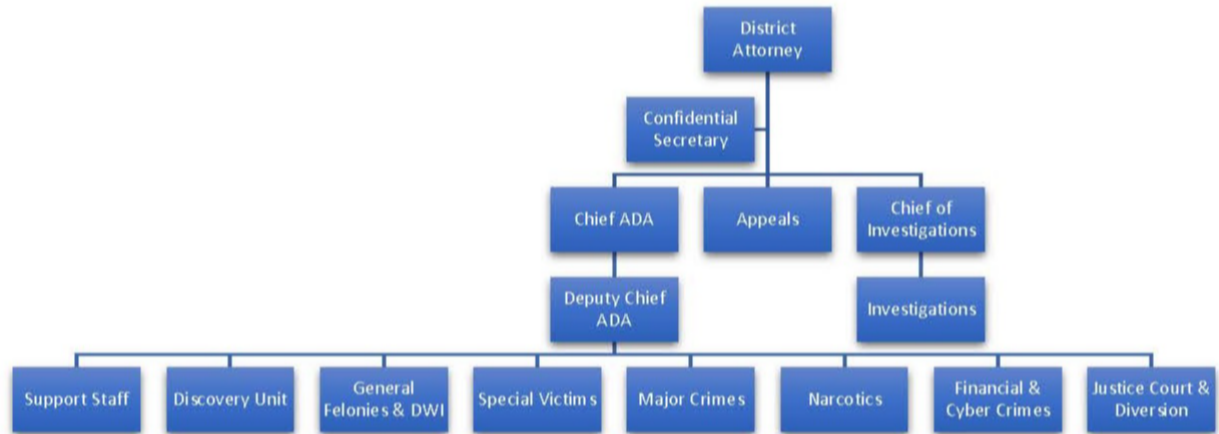 District
Attorney
Confidential
Secretary
Chief ADA
Appeals
Chief of
Investigations
Deputy Chief
ADA
Investigations
Support Staff
Discovery Unit
General
Felonies & DWI
Special Victims
Major Crimes
Narcotics
Financial &
Cyber Crimes
Justice Court &
Diversion